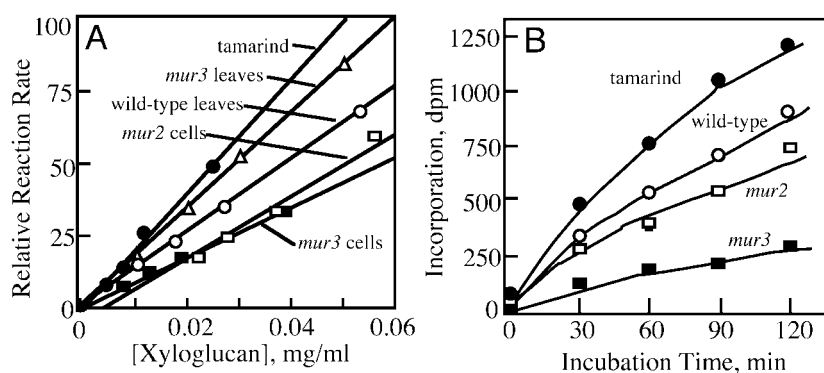 A
Relative Reaction Rate
100
75
50
25
0
0
0.02
0.04
0.06
[Xyloglucan], mg/ml
tamarind
mur3 leaves
wild-type leaves
mur2 cells
mur3 cells
B
Incorporation, dpm
1250
1000
750
500
250
0
0
30
60
90
120
Incubation Time, min
tamarind
wild-type
mur2
mur3